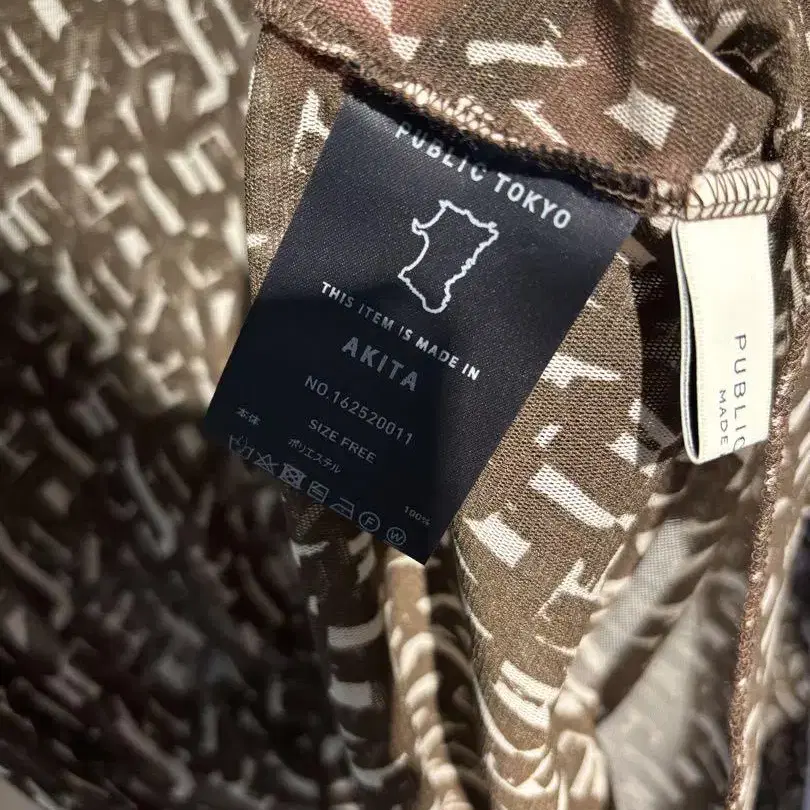 PUBLIC TOKYO
THIS ITEM IS MADE IN
AKITA
NO.162520011
SIZE FREE
本体
ポリエステル
100%
F
W
PUBLIC
MADE